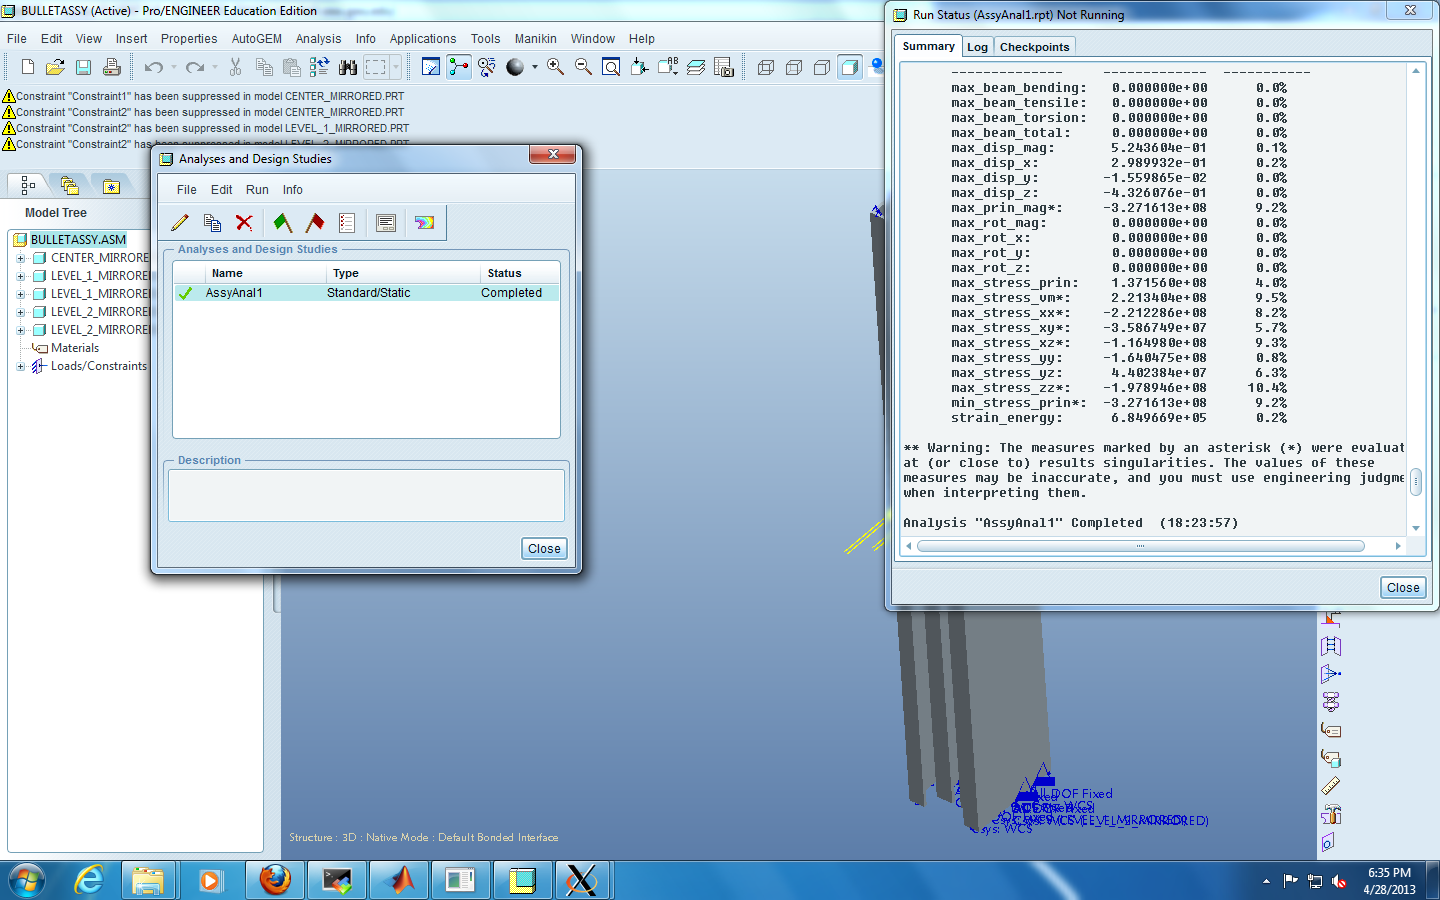 BULLETASSY (Active) - Pro/ENGINEER Education Edition
File Edit View Insert Properties AutoGEM Analysis Info Applications Tools Manikin Window Help
Constraint "Constraint1" has been suppressed in model CENTER_MIRRORED.PRT
Constraint "Constraint2" has been suppressed in model CENTER_MIRRORED.PRT
Constraint "Constraint2" has been suppressed in model LEVEL_1_MIRRORED.PRT
Constraint "Constraint2" has
Model Tree
BULLETASSY.ASM
CENTER_MIRRORE
LEVEL_1_MIRRORE
LEVEL_1_MIRRORE
LEVEL_2_MIRRORE
LEVEL_2_MIRRORE
Materials
Loads/Constraints
Analyses and Design Studies
File Edit Run Info
Analyses and Design Studies
Name Type Status
AssyAnal1 Standard/Static Completed
Description
Close
Run Status (AssyAnal1.rpt) Not Running
Summary Log Checkpoints
-------------- ------------- -----------
max_beam_bending: 0.000000e+00 0.0%
max_beam_tensile: 0.000000e+00 0.0%
max_beam_torsion: 0.000000e+00 0.0%
max_beam_total: 0.000000e+00 0.0%
max_disp_mag: 5.243604e-01 0.1%
max_disp_x: 2.989932e-01 0.2%
max_disp_y: -1.559865e-02 0.0%
max_disp_z: -4.326076e-01 0.1%
max_prin_mag*: -3.271613e+08 9.2%
max_rot_mag: 0.000000e+00 0.0%
max_rot_x: 0.000000e+00 0.0%
max_rot_y: 0.000000e+00 0.0%
max_rot_z: 0.000000e+00 0.0%
max_stress_prin: 1.371560e+08 4.0%
max_stress_vm*: 2.213404e+08 9.5%
max_stress_xx*: -2.212286e+08 8.2%
max_stress_xy*: -3.586749e+07 5.7%
max_stress_xz*: -1.164980e+08 9.3%
max_stress_yy: -1.640475e+08 0.8%
max_stress_yz: 4.402384e+07 6.3%
max_stress_zz*: -1.978946e+08 10.4%
min_stress_prin*: -3.271613e+08 9.2%
strain_energy: 6.849669e+05 0.2%
** Warning: The measures marked by an asterisk (*) were evaluat
at (or close to) results singularities. The values of these
measures may be inaccurate, and you must use engineering judgme
when interpreting them.
Analysis "AssyAnal1" Completed (18:23:57)
Close
DOF Fixed
Csys: WCS
Structure : 3D : Native Mode : Default Bonded Interface
6:35 PM
4/28/2013